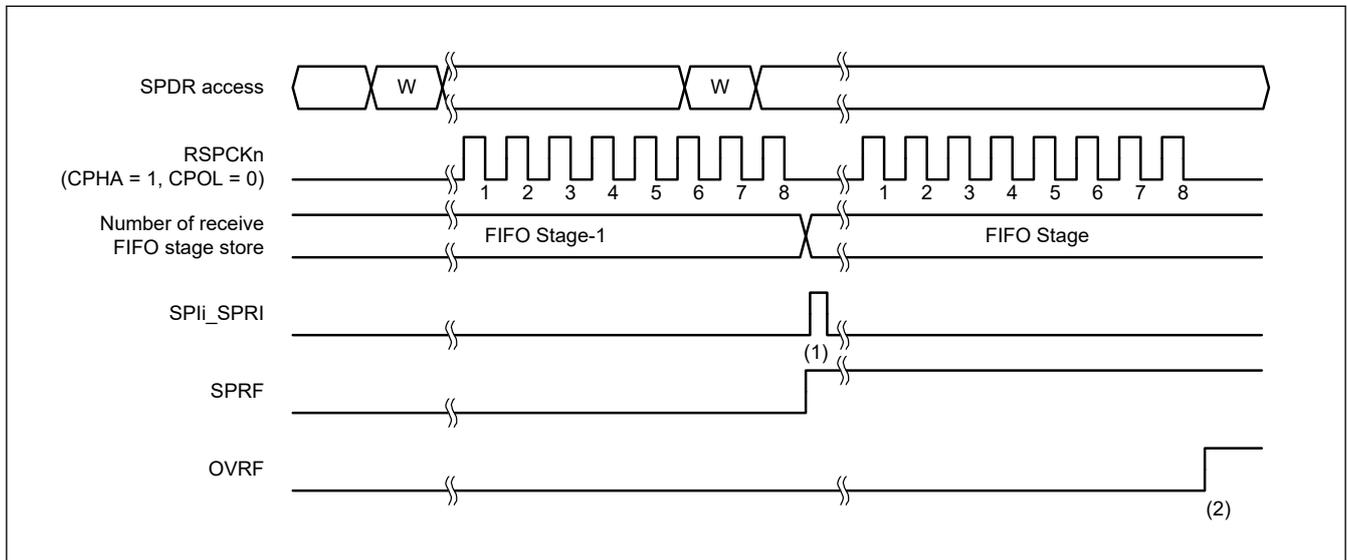 SPDR access
W
W
RSPCKn
(CPHA = 1, CPOL = 0)
1 2 3 4 5 6 7 8
1 2 3 4 5 6 7 8
Number of receive
FIFO stage store
FIFO Stage-1
FIFO Stage
SPIi_SPRI
(1)
SPRF
OVRF
(2)